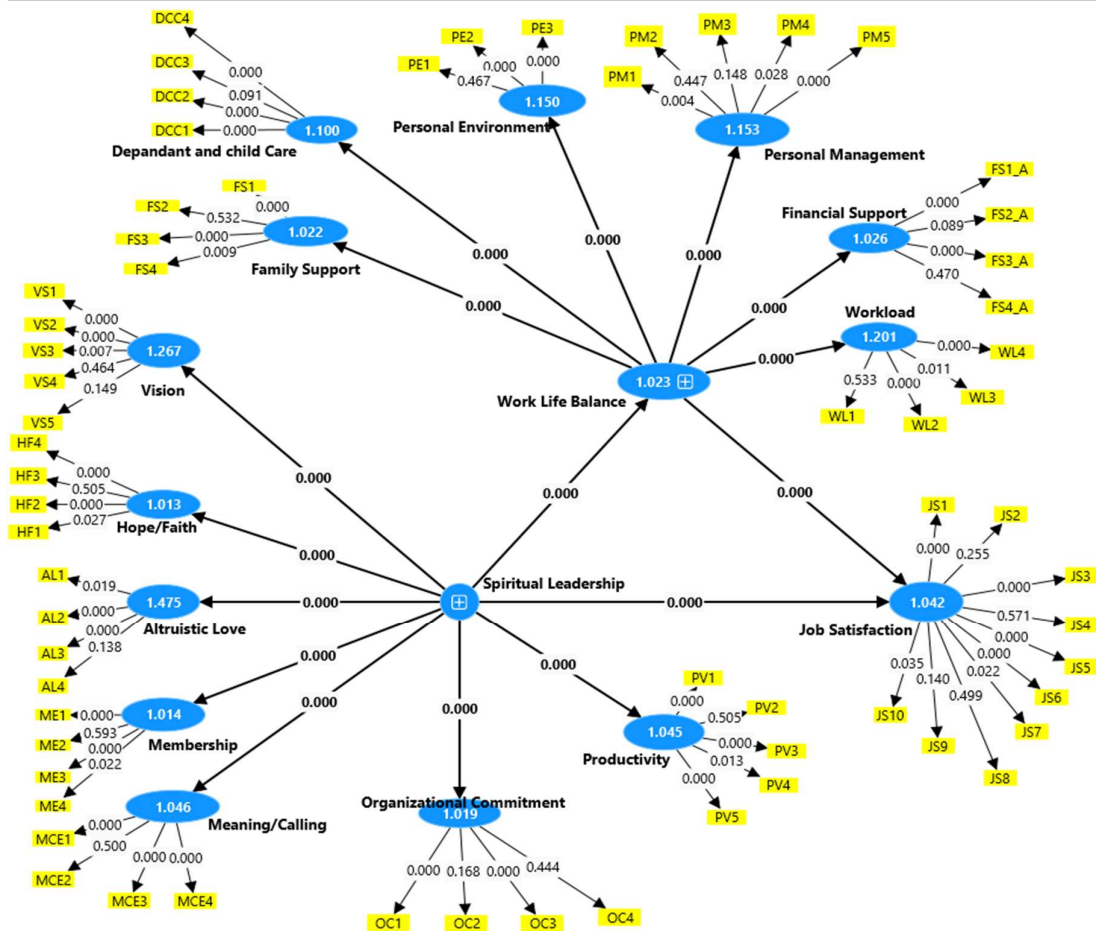 DCC4
DCC3
DCC2
DCC1
0.000
0.091
0.000
0.000
1.100
Depandant and child Care
PE1
PE2
PE3
0.467
0.000
0.000
1.150
Personal Environment
PM1
PM2
PM3
PM4
PM5
0.004
0.447
0.148
0.028
0.000
1.153
Personal Management
FS1
FS2
FS3
FS4
0.000
0.532
0.000
0.009
1.022
Family Support
Financial Support
1.026
0.000
0.089
0.000
0.470
FS1_A
FS2_A
FS3_A
FS4_A
Workload
1.201
0.000
0.011
0.000
0.533
WL4
WL3
WL2
WL1
0.000
0.000
0.000
0.000
0.000
0.000
1.023
Work Life Balance
VS1
VS2
VS3
VS4
VS5
0.000
0.000
0.007
0.464
0.149
1.267
Vision
HF4
HF3
HF2
HF1
0.000
0.505
0.000
0.027
1.013
Hope/Faith
AL1
AL2
AL3
AL4
0.019
0.000
0.000
0.138
1.475
Altruistic Love
ME1
ME2
ME3
ME4
0.000
0.593
0.000
0.022
1.014
Membership
MCE1
MCE2
MCE3
MCE4
0.000
0.500
0.000
0.000
1.046
Meaning/Calling
0.000
0.000
0.000
0.000
0.000
0.000
0.000
0.000
0.000
0.000
Spiritual Leadership
Organizational Commitment
1.019
0.000
0.168
0.000
0.444
OC1
OC2
OC3
OC4
1.045
Productivity
0.000
0.505
0.000
0.013
0.000
PV1
PV2
PV3
PV4
PV5
1.042
Job Satisfaction
JS1
JS2
JS3
JS4
JS5
JS6
JS7
JS8
JS9
JS10
0.000
0.255
0.000
0.571
0.000
0.000
0.022
0.499
0.140
0.035